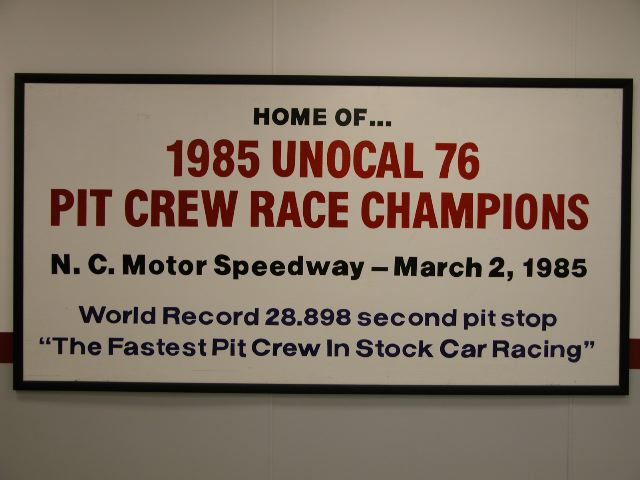 HOME OF...
1985 UNOCAL 76
PIT CREW RACE CHAMPIONS
N. C. Motor Speedway – March 2, 1985
World Record 28.898 second pit stop
“The Fastest Pit Crew In Stock Car Racing”